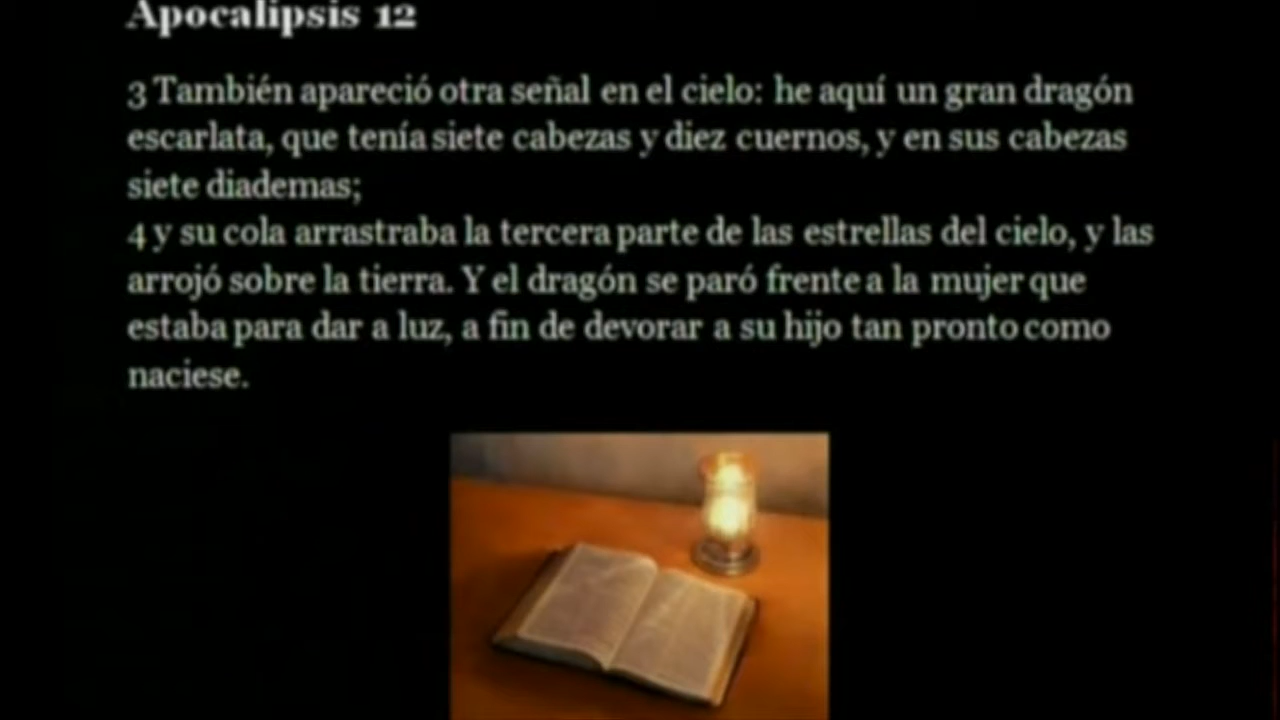 Apocalipsis 12
3 También apareció otra señal en el cielo: he aquí un gran dragón
escarlata, que tenía siete cabezas y diez cuernos, y en sus cabezas
siete diademas;
4 y su cola arrastraba la tercera parte de las estrellas del cielo, y las
arrojó sobre la tierra. Y el dragón se paró frente a la mujer que
estaba para dar a luz, a fin de devorar a su hijo tan pronto como
naciese.